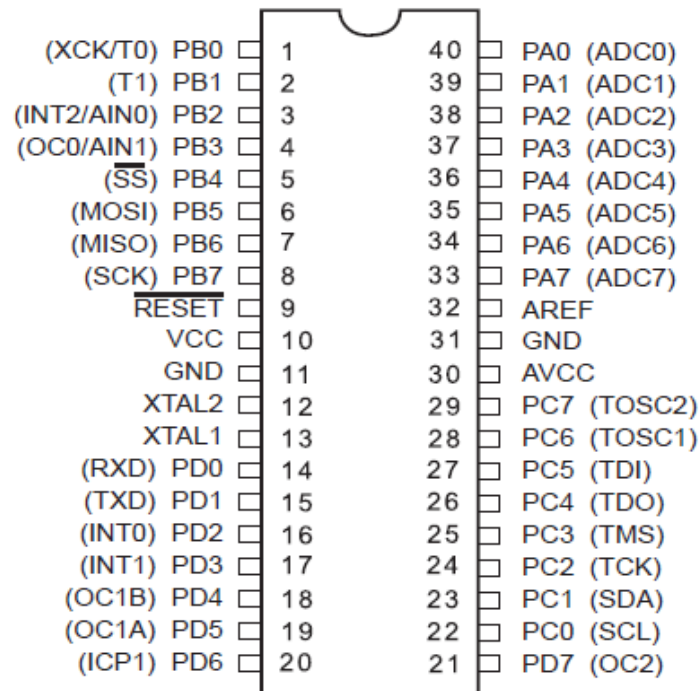 (XCK/T0) PB0 1 40 PA0 (ADC0)
(T1) PB1 2 39 PA1 (ADC1)
(INT2/AIN0) PB2 3 38 PA2 (ADC2)
(OC0/AIN1) PB3 4 37 PA3 (ADC3)
(SS) PB4 5 36 PA4 (ADC4)
(MOSI) PB5 6 35 PA5 (ADC5)
(MISO) PB6 7 34 PA6 (ADC6)
(SCK) PB7 8 33 PA7 (ADC7)
RESET 9 32 AREF
VCC 10 31 GND
GND 11 30 AVCC
XTAL2 12 29 PC7 (TOSC2)
XTAL1 13 28 PC6 (TOSC1)
(RXD) PD0 14 27 PC5 (TDI)
(TXD) PD1 15 26 PC4 (TDO)
(INT0) PD2 16 25 PC3 (TMS)
(INT1) PD3 17 24 PC2 (TCK)
(OC1B) PD4 18 23 PC1 (SDA)
(OC1A) PD5 19 22 PC0 (SCL)
(ICP1) PD6 20 21 PD7 (OC2)